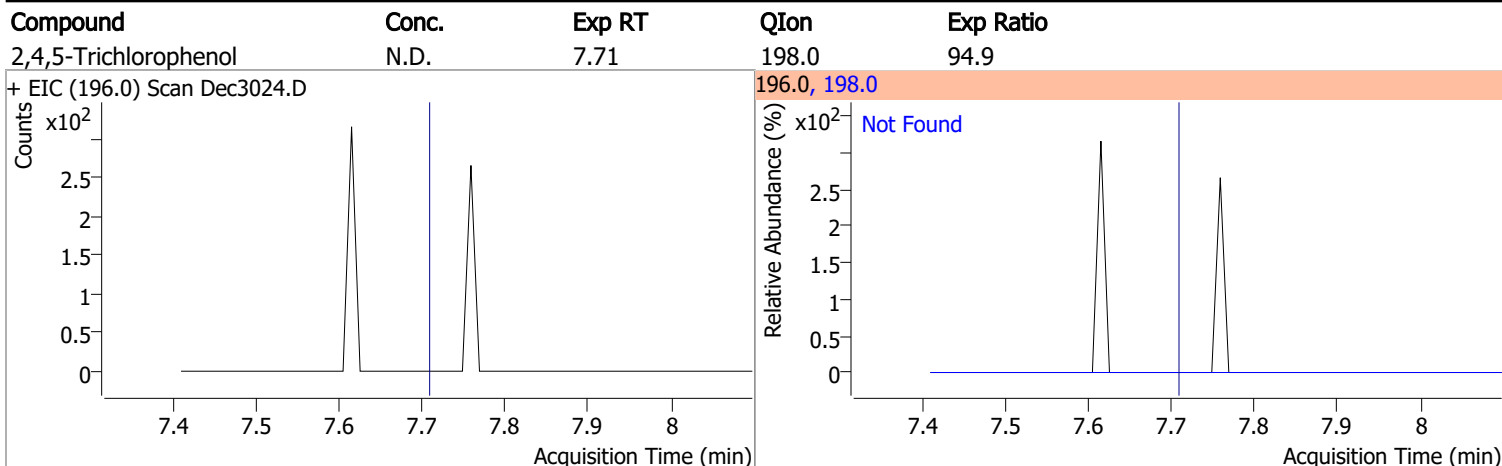 Compound Conc. Exp RT QIon Exp Ratio
2,4,5-Trichlorophenol N.D. 7.71 198.0 94.9
+ EIC (196.0) Scan Dec3024.D
Counts
x10²
2.5
2
1.5
1
0.5
0
7.4 7.5 7.6 7.7 7.8 7.9 8
Acquisition Time (min)
196.0, 198.0
Relative Abundance (%)
x10²
Not Found
2.5
2
1.5
1
0.5
0
7.4 7.5 7.6 7.7 7.8 7.9 8
Acquisition Time (min)